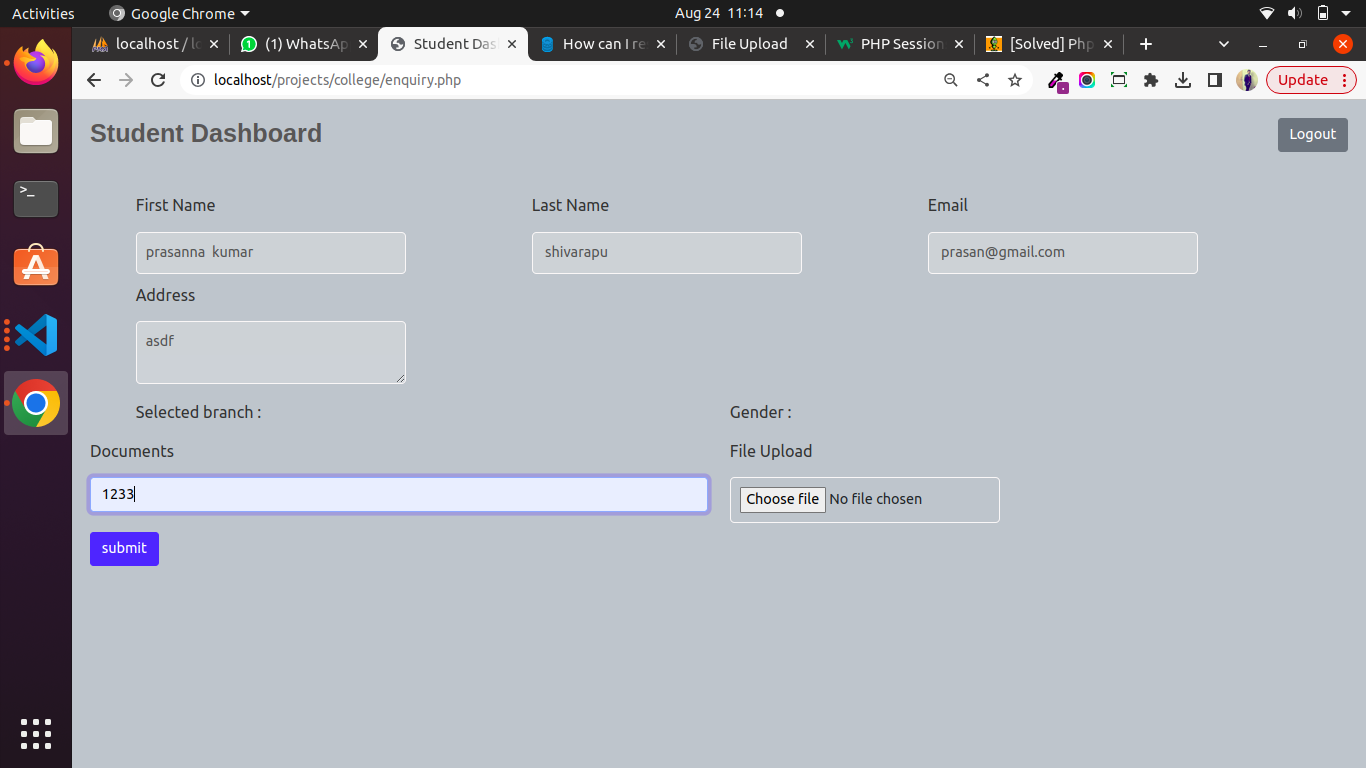 Activities Google Chrome Aug 24 11:14
localhost / lo (1) WhatsAp Student Das How can I re File Upload PHP Session [Solved] Php
localhost/projects/college/enquiry.php Update
Student Dashboard Logout
First Name Last Name Email
prasanna kumar shivarapu prasan@gmail.com
Address
asdf
Selected branch : Gender :
Documents File Upload
1233 Choose file No file chosen
submit